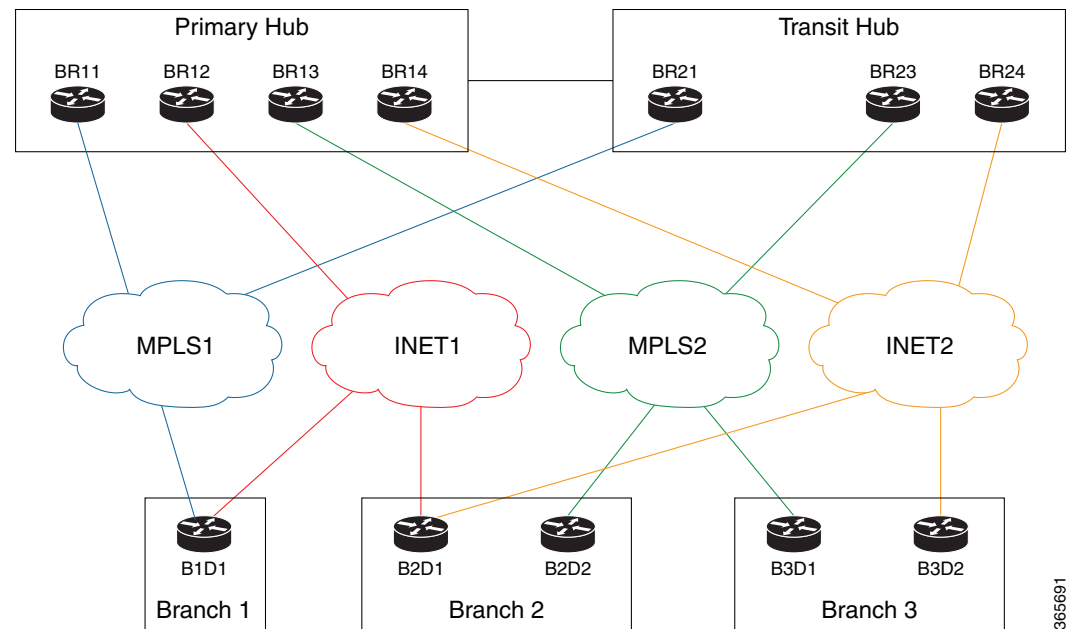 Primary Hub
Transit Hub
BR11
BR12
BR13
BR14
BR21
BR23
BR24
MPLS1
INET1
MPLS2
INET2
B1D1
B2D1
B2D2
B3D1
B3D2
Branch 1
Branch 2
Branch 3
365691